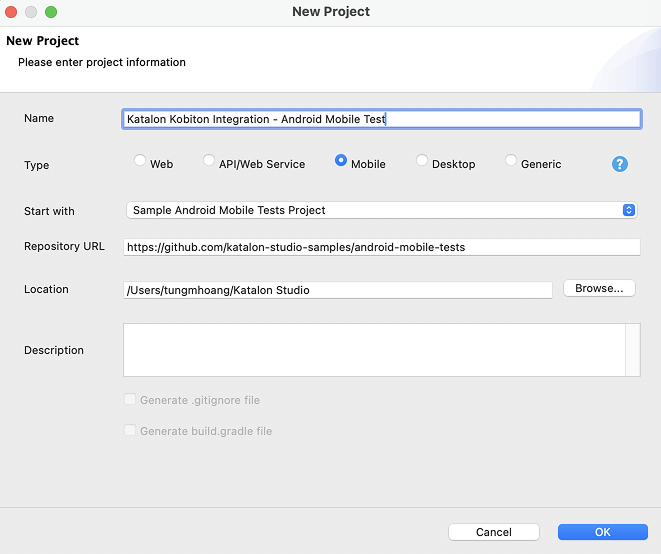 New Project
New Project
Please enter project information
Name
Katalon Kobiton Integration - Android Mobile Test
Type
Web
API/Web Service
Mobile
Desktop
Generic
?
Start with
Sample Android Mobile Tests Project
Repository URL
https://github.com/katalon-studio-samples/android-mobile-tests
Location
/Users/tungmhoang/Katalon Studio
Browse...
Description
Generate .gitignore file
Generate build.gradle file
Cancel
OK